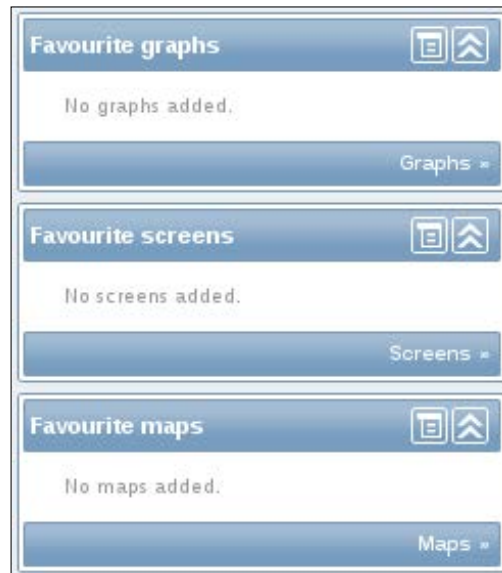 Favourite graphs
No graphs added.
Graphs »
Favourite screens
No screens added.
Screens »
Favourite maps
No maps added.
Maps »